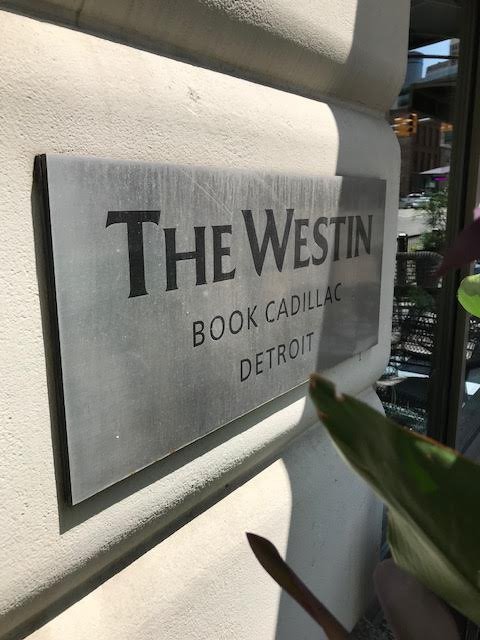 THE WESTIN
BOOK CADILLAC
DETROIT